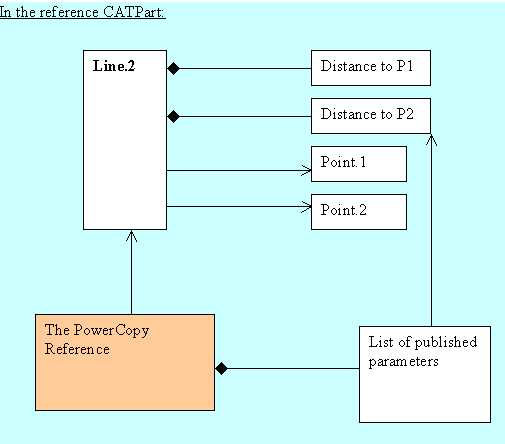 In the reference CATPart:
Line.2
Distance to P1
Distance to P2
Point.1
Point.2
The PowerCopy
Reference
List of published
parameters